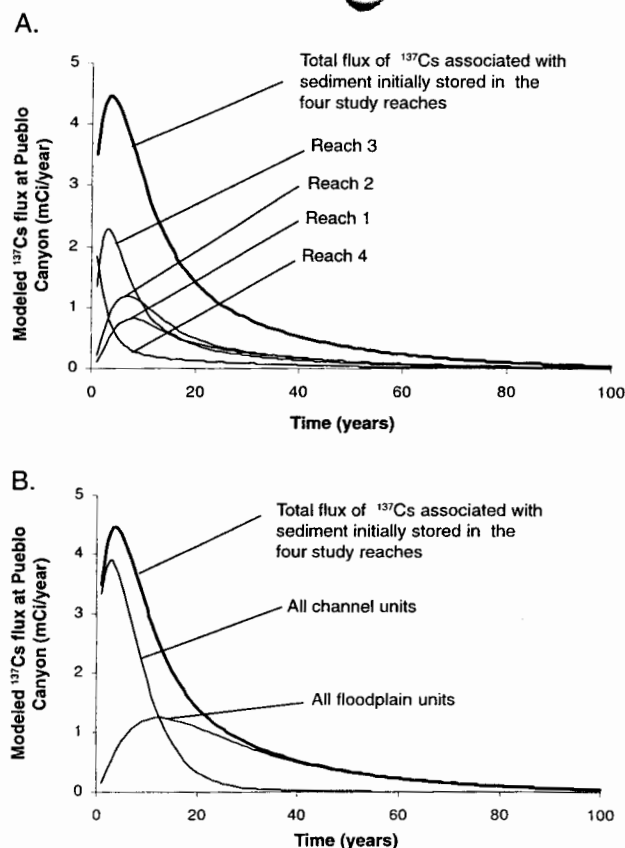 A.
Modeled ¹³⁷Cs flux at Pueblo
Canyon (mCi/year)
5
4
3
2
1
0
Total flux of ¹³⁷Cs associated with
sediment initially stored in the
four study reaches
Reach 3
Reach 2
Reach 1
Reach 4
0 20 40 60 80 100
Time (years)
B.
Modeled ¹³⁷Cs flux at Pueblo
Canyon (mCi/year)
5
4
3
2
1
0
Total flux of ¹³⁷Cs associated with
sediment initially stored in the
four study reaches
All channel units
All floodplain units
0 20 40 60 80 100
Time (years)